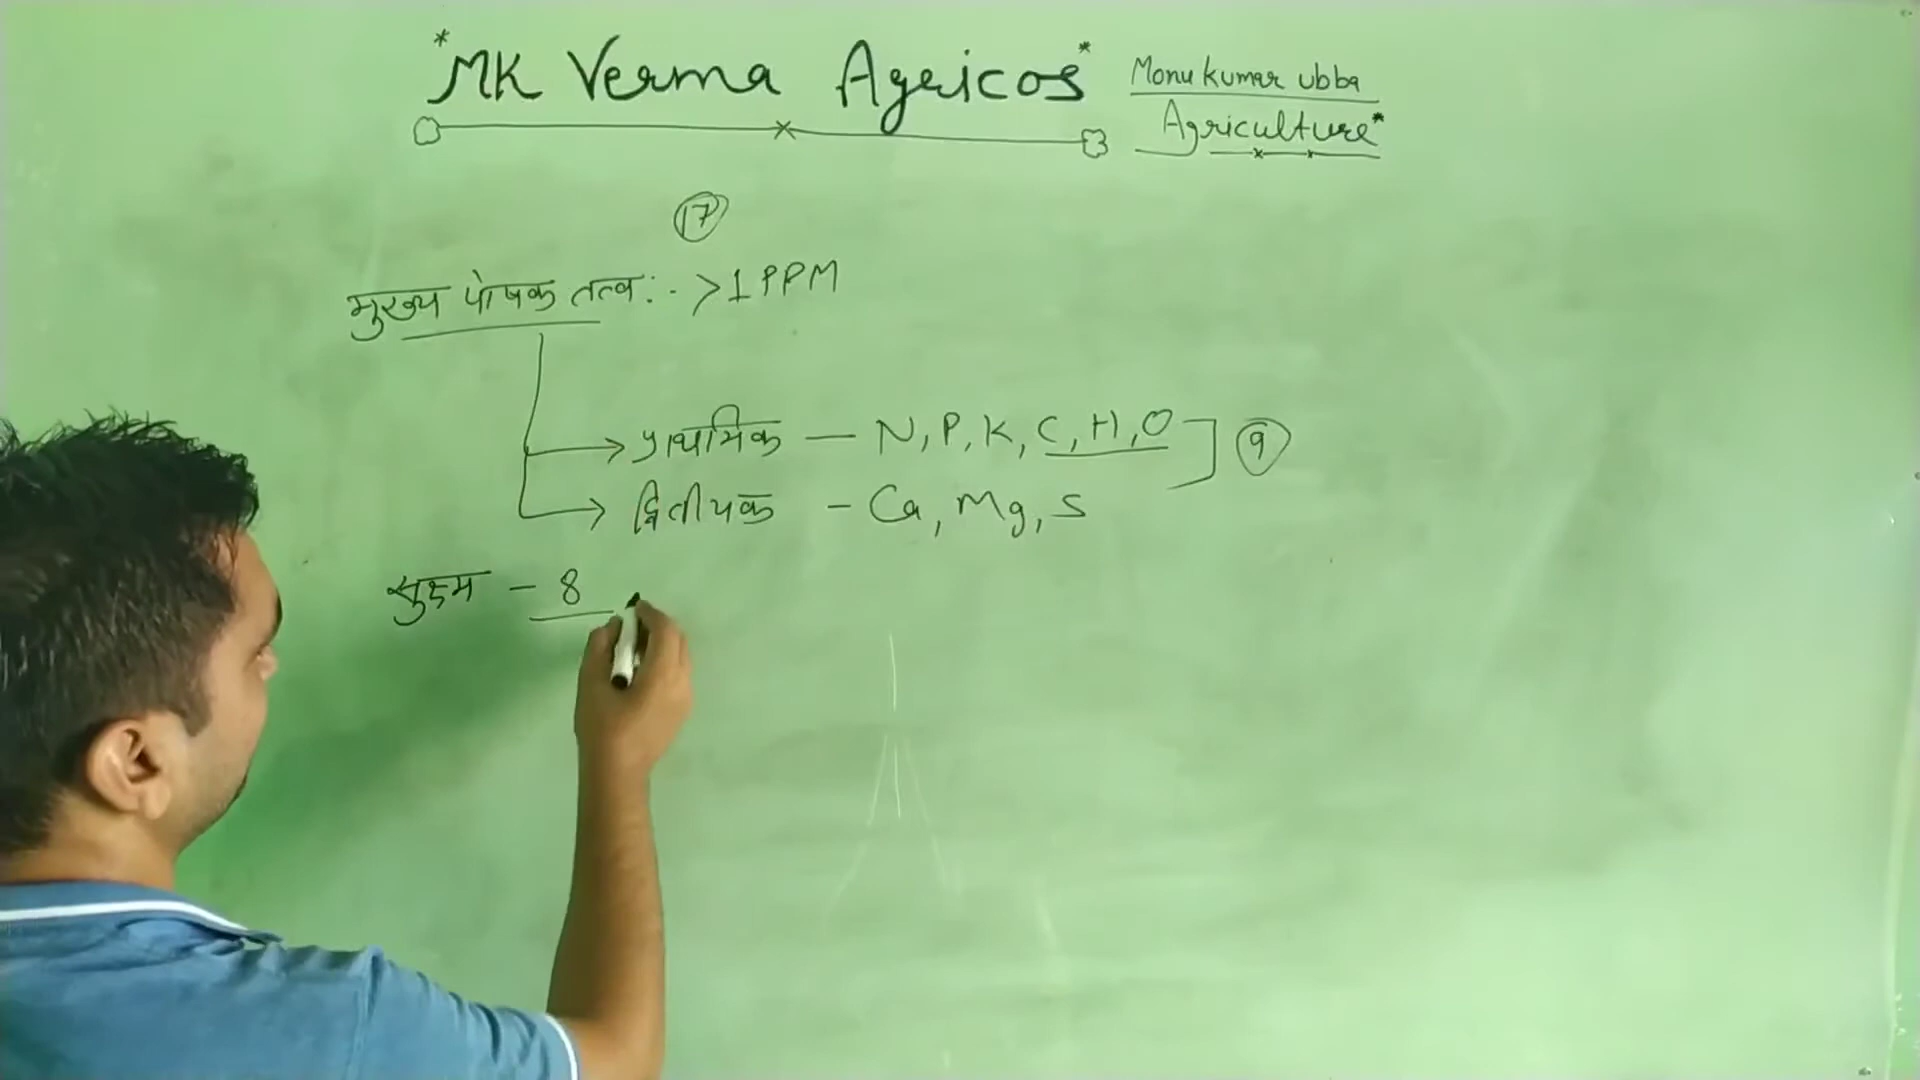 *MK Verma Agricos*
Monu kumar ubba
Agriculture*
17
मुख्य पोषक तत्व :- >1 PPM
प्राथमिक — N, P, K, C, H, O
9
द्वितीयक - Ca, Mg, S
सुक्ष्म - 8